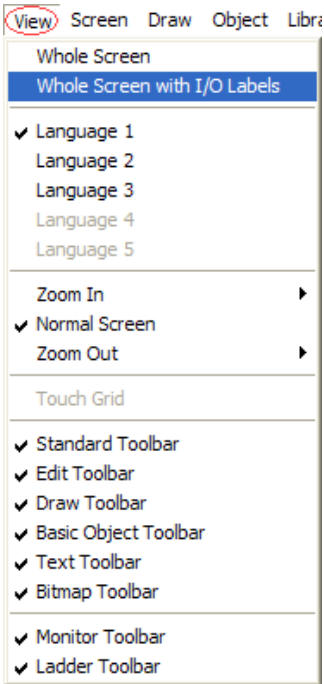 View Screen Draw Object Libra
Whole Screen
Whole Screen with I/O Labels
Language 1
Language 2
Language 3
Language 4
Language 5
Zoom In
Normal Screen
Zoom Out
Touch Grid
Standard Toolbar
Edit Toolbar
Draw Toolbar
Basic Object Toolbar
Text Toolbar
Bitmap Toolbar
Monitor Toolbar
Ladder Toolbar